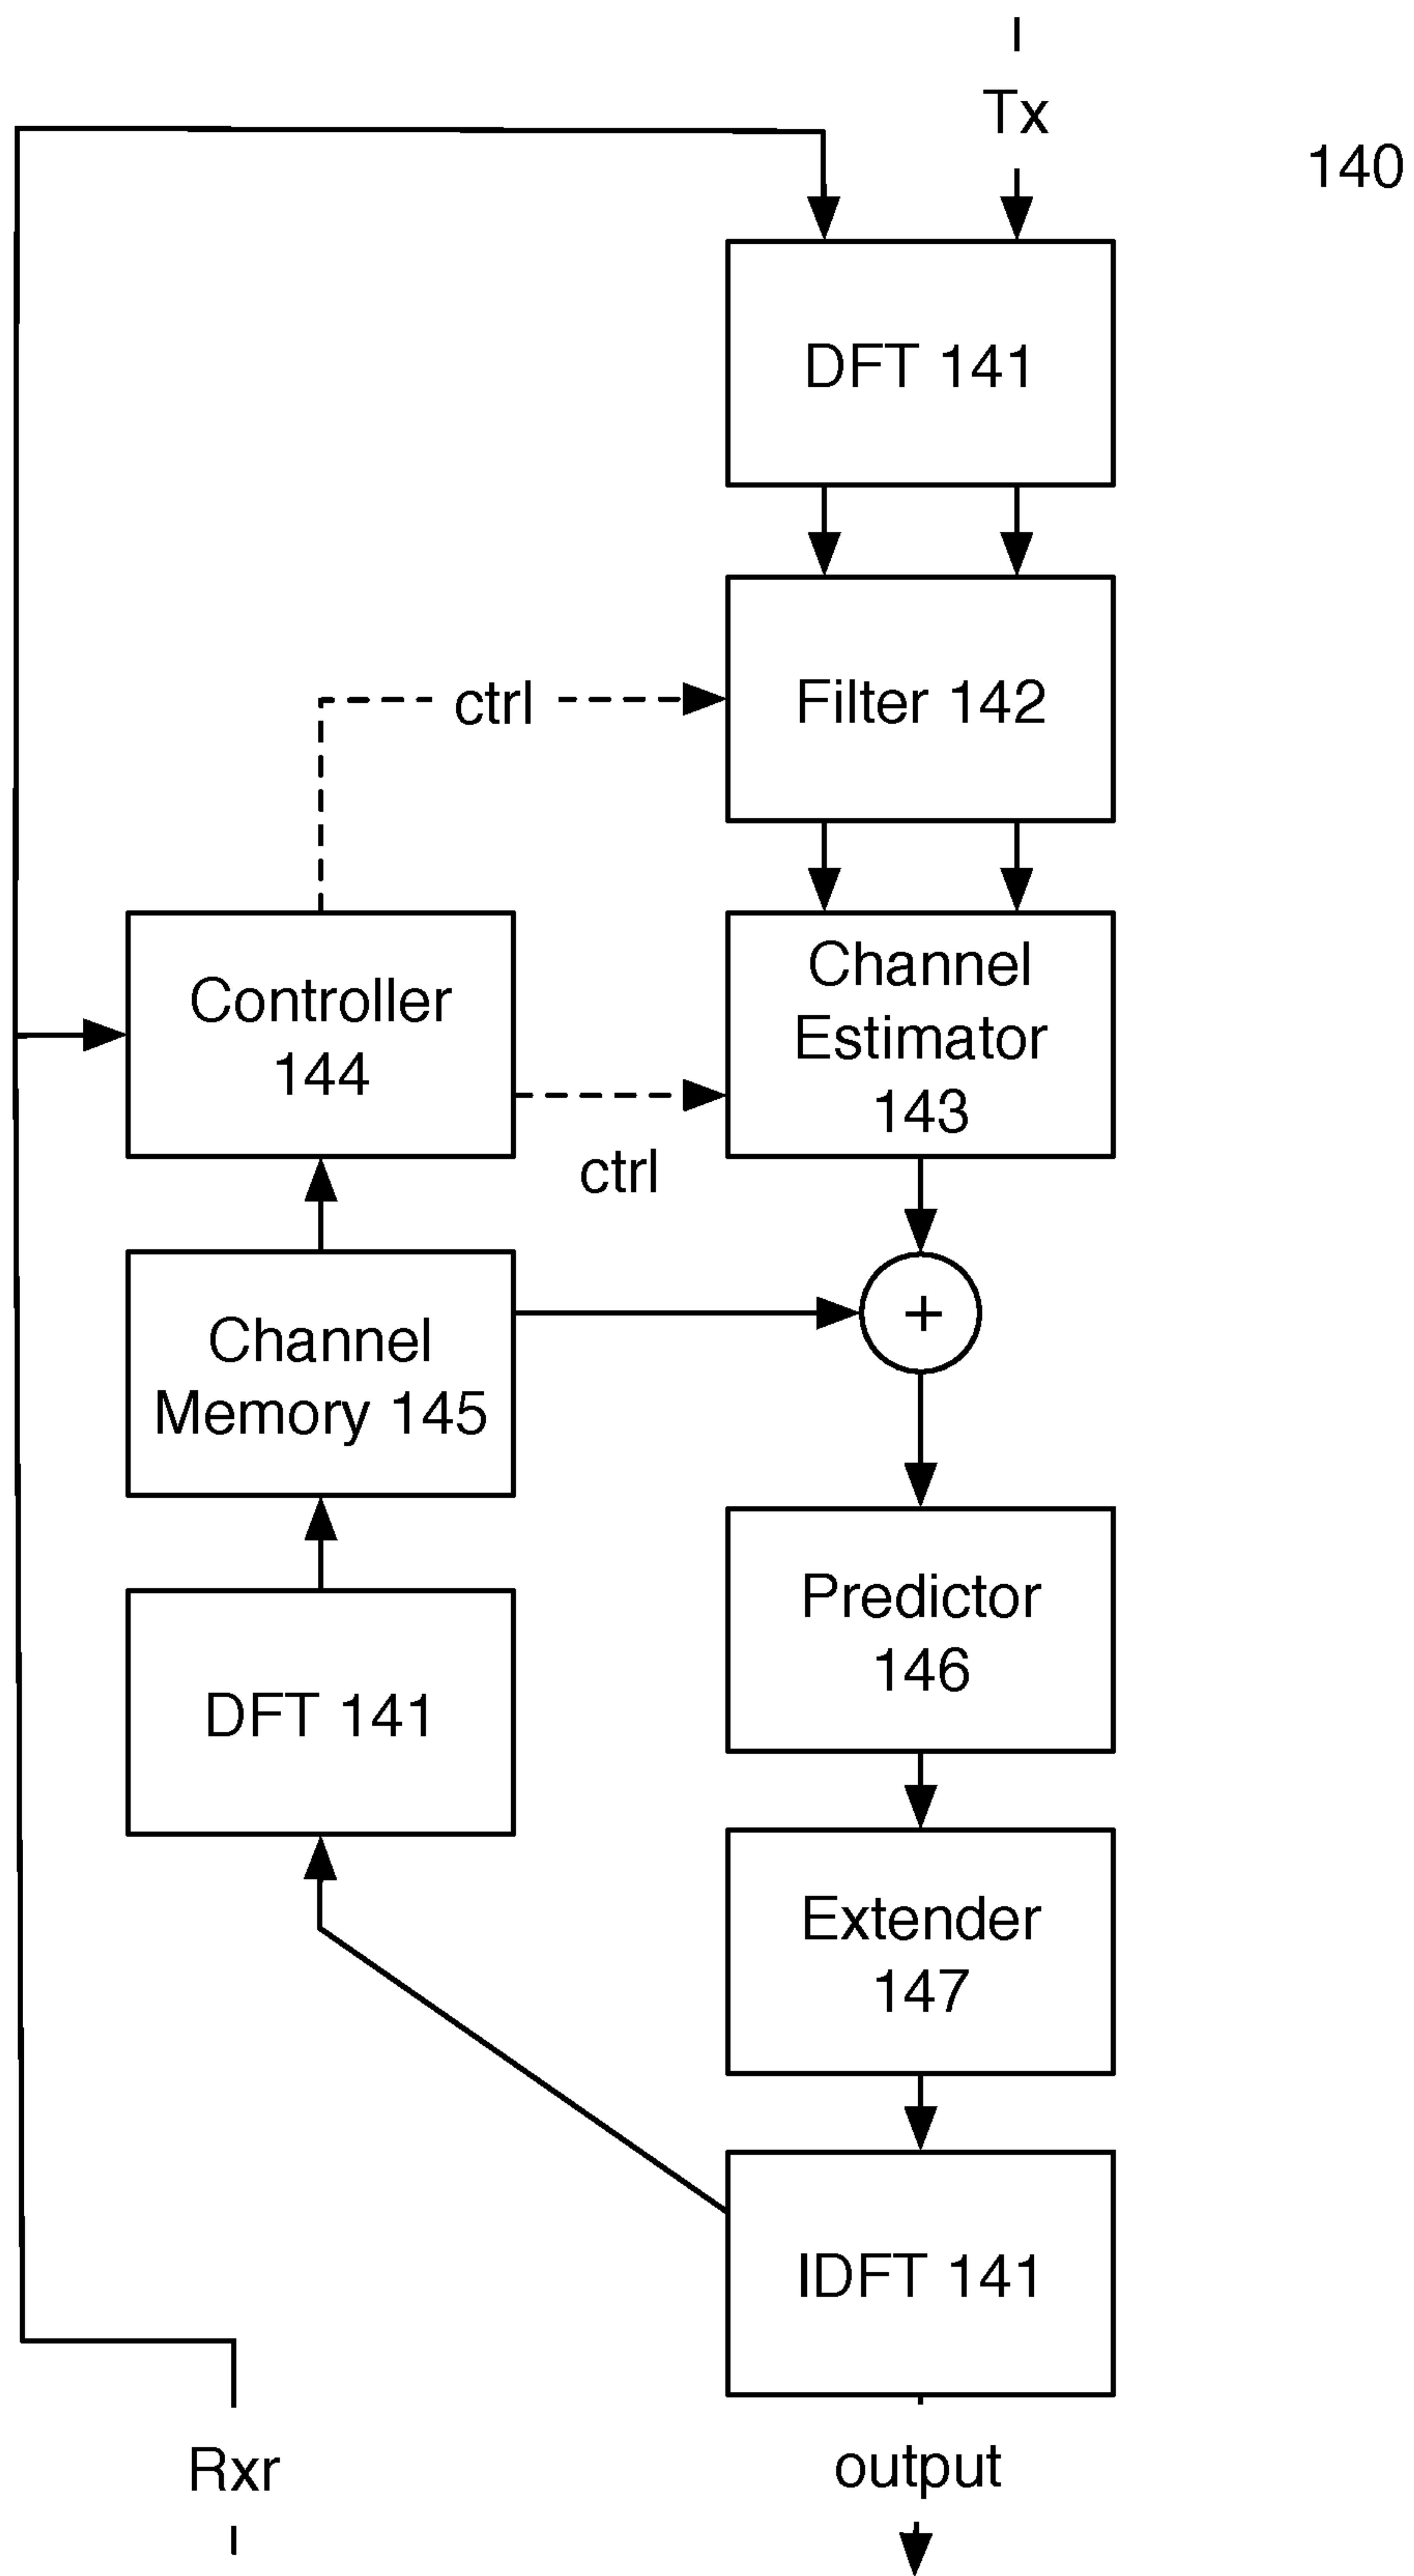 Tx
140
DFT 141
ctrl
Filter 142
Controller
144
Channel
Estimator
143
ctrl
Channel
Memory 145
+
Predictor
146
DFT 141
Extender
147
IDFT 141
Rxr
output